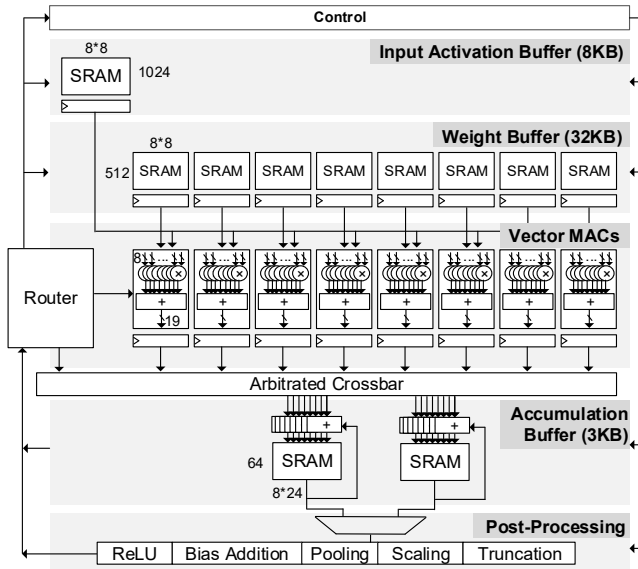 Control
8*8
Input Activation Buffer (8KB)
SRAM
1024
Weight Buffer (32KB)
8*8
512
SRAM SRAM SRAM SRAM SRAM SRAM SRAM SRAM
Vector MACs
8 ... ... ... ... ... ... ... ...
× × × × × × × ×
Router
+ + + + + + + +
19
Arbitrated Crossbar
Accumulation
Buffer (3KB)
+ +
64
SRAM SRAM
8*24
Post-Processing
ReLU Bias Addition Pooling Scaling Truncation